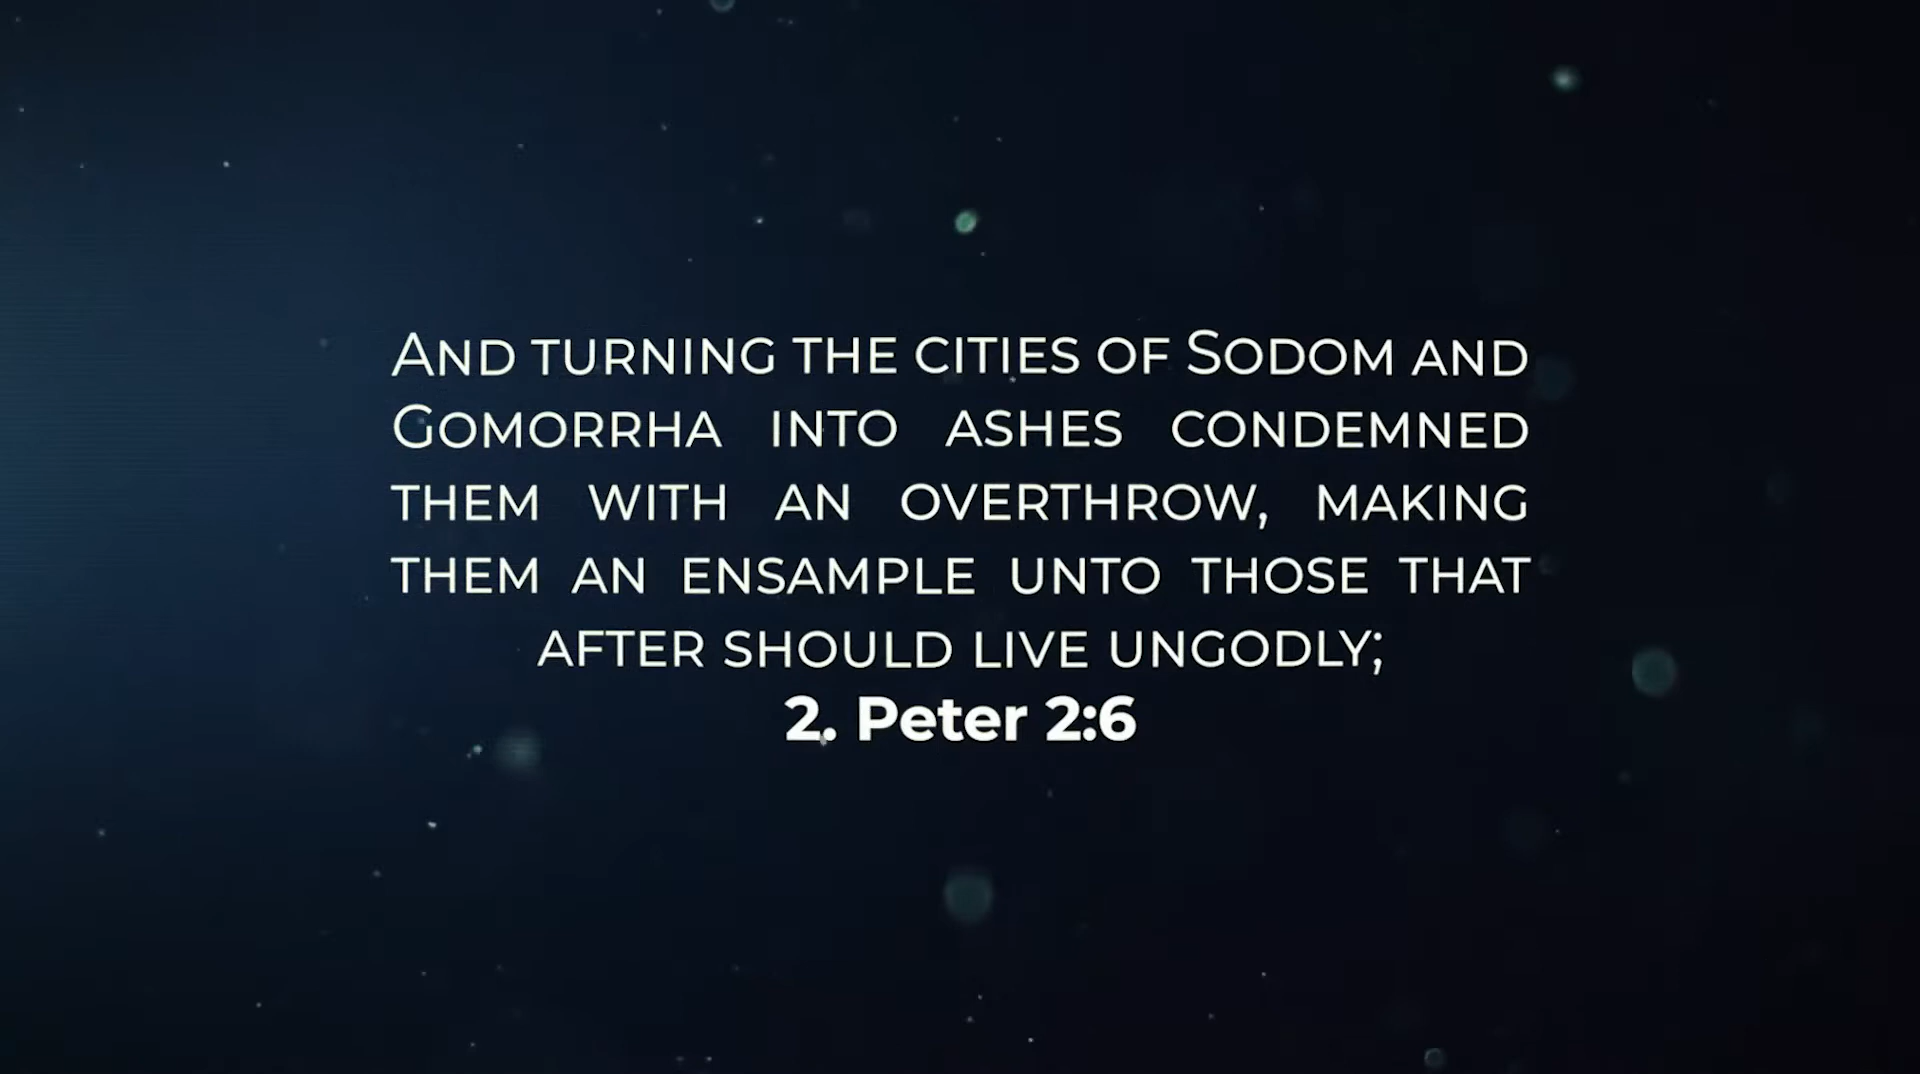 And turning the cities of Sodom and
Gomorrha into ashes condemned
them with an overthrow, making
them an ensample unto those that
after should live ungodly;
2. Peter 2:6